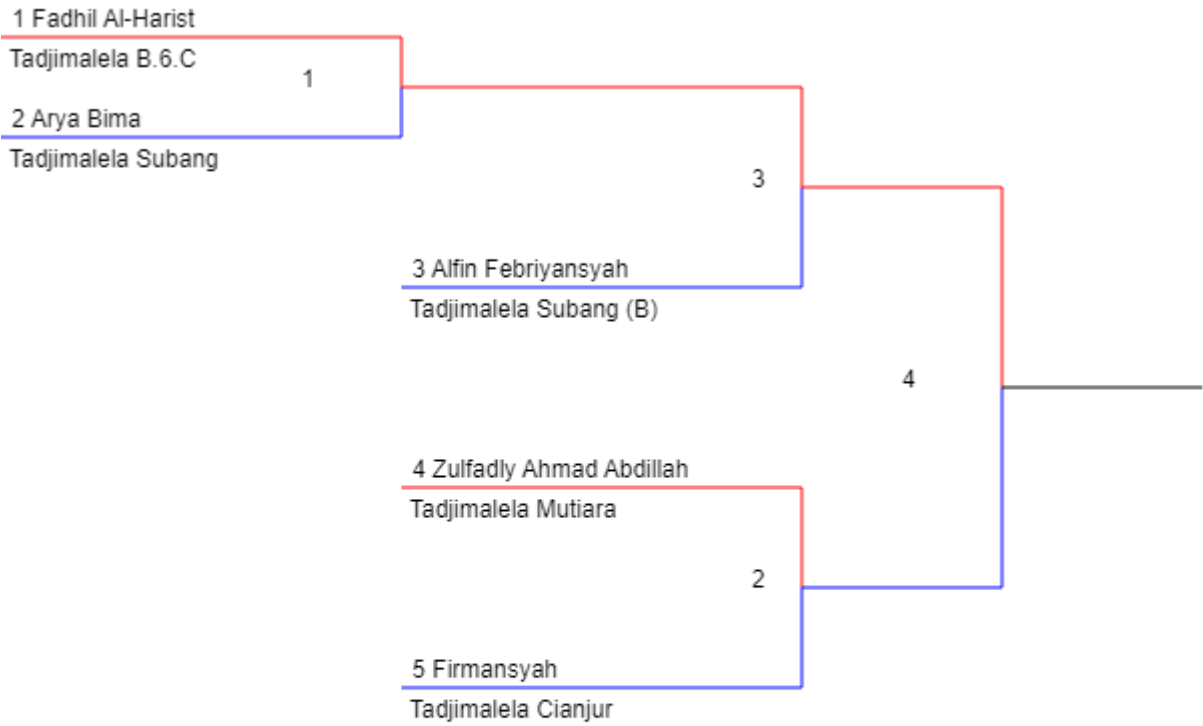 1 Fadhil Al-Harist
Tadjimalela B.6.C
1
2 Arya Bima
Tadjimalela Subang
3
3 Alfin Febriyansyah
Tadjimalela Subang (B)
4
4 Zulfadly Ahmad Abdillah
Tadjimalela Mutiara
2
5 Firmansyah
Tadjimalela Cianjur